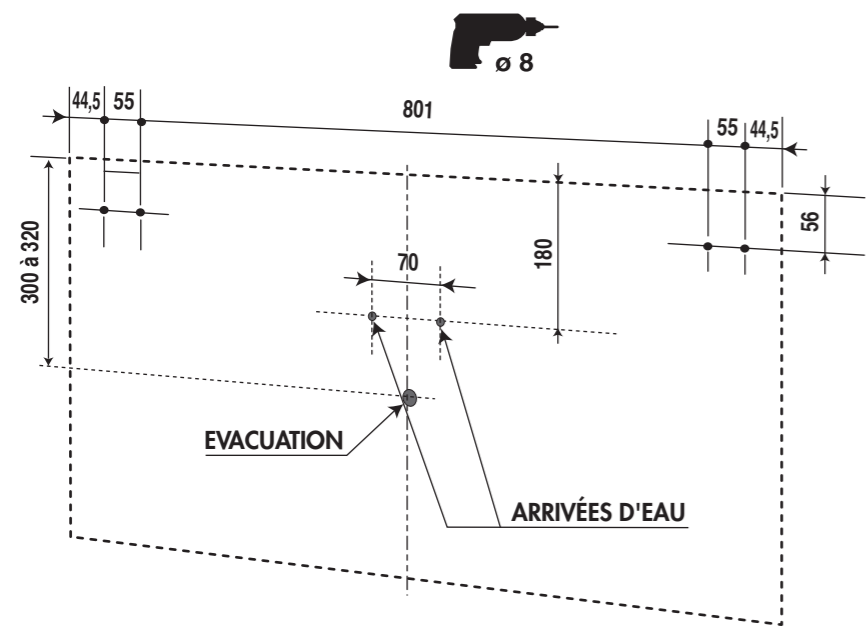 ø 8
44,5 55 801 55 44,5
56
300 à 320
180
70
EVACUATION
ARRIVÉES D'EAU